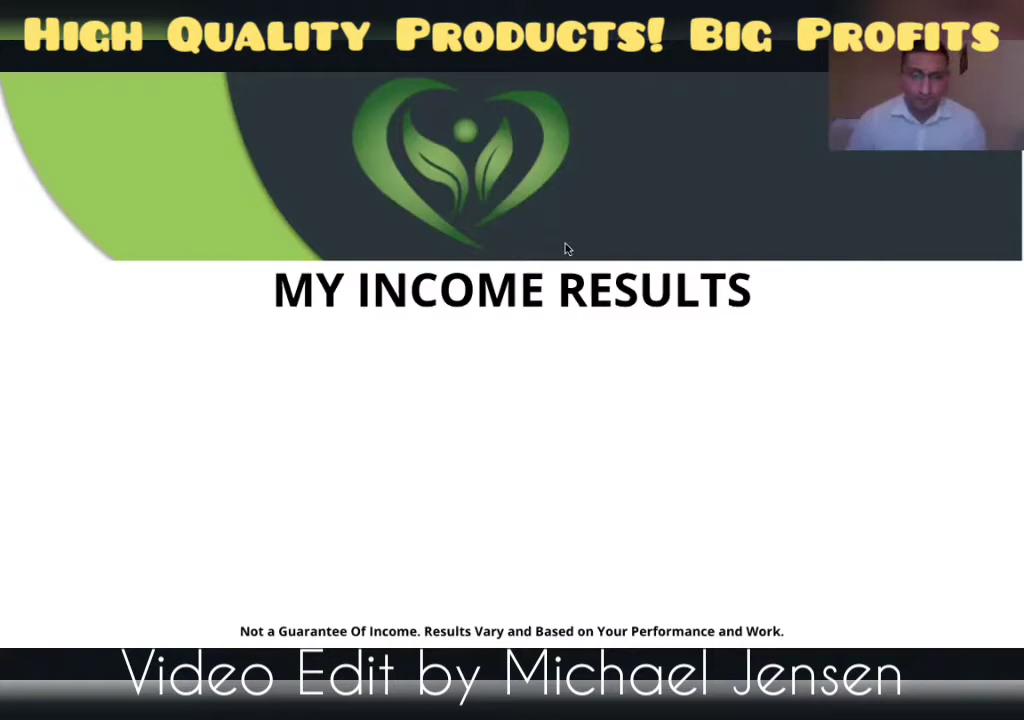 High Quality Products! Big Profits
MY INCOME RESULTS
Not a Guarantee Of Income. Results Vary and Based on Your Performance and Work.
Video Edit by Michael Jensen